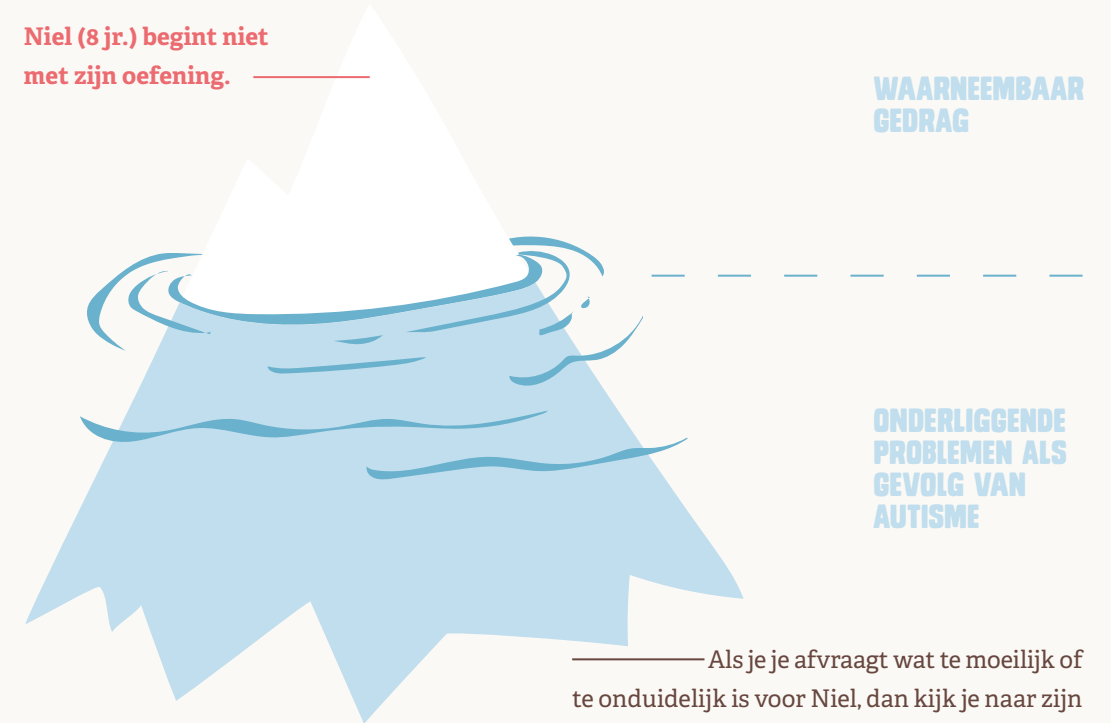 Niel (8 jr.) begint niet
met zijn oefening.
WAARNEEMBAAR
GEDRAG
ONDERLIGGENDE
PROBLEMEN ALS
GEVOLG VAN
AUTISME
Als je je afvraagt wat te moeilijk of
te onduidelijk is voor Niel, dan kijk je naar zijn